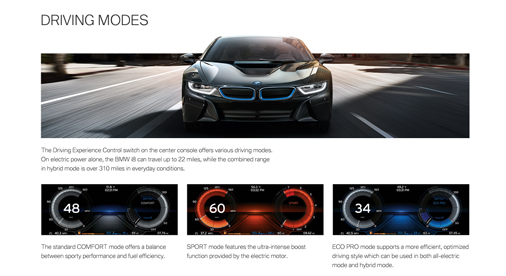 DRIVING MODES
The Driving Experience Control switch on the center console offers various driving modes.
On electric power alone, the BMW i8 can travel up to 22 miles, while the combined range
in hybrid mode is over 310 miles in everyday conditions.
48
60
34
The standard COMFORT mode offers a balance
between sporty performance and fuel efficiency.
SPORT mode features the ultra-intense boost
function provided by the electric motor.
ECO PRO mode supports a more efficient, optimized
driving style which can be used in both all-electric
mode and hybrid mode.